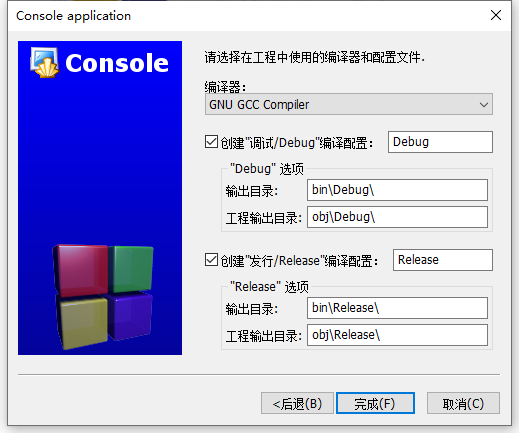 Console application
Console
请选择在工程中使用的编译器和配置文件.
编译器：
GNU GCC Compiler
创建"调试/Debug"编译配置： Debug
"Debug" 选项
输出目录: bin\Debug\
工程输出目录: obj\Debug\
创建"发行/Release"编译配置： Release
"Release" 选项
输出目录: bin\Release\
工程输出目录: obj\Release\
<后退(B) 完成(F) 取消(C)